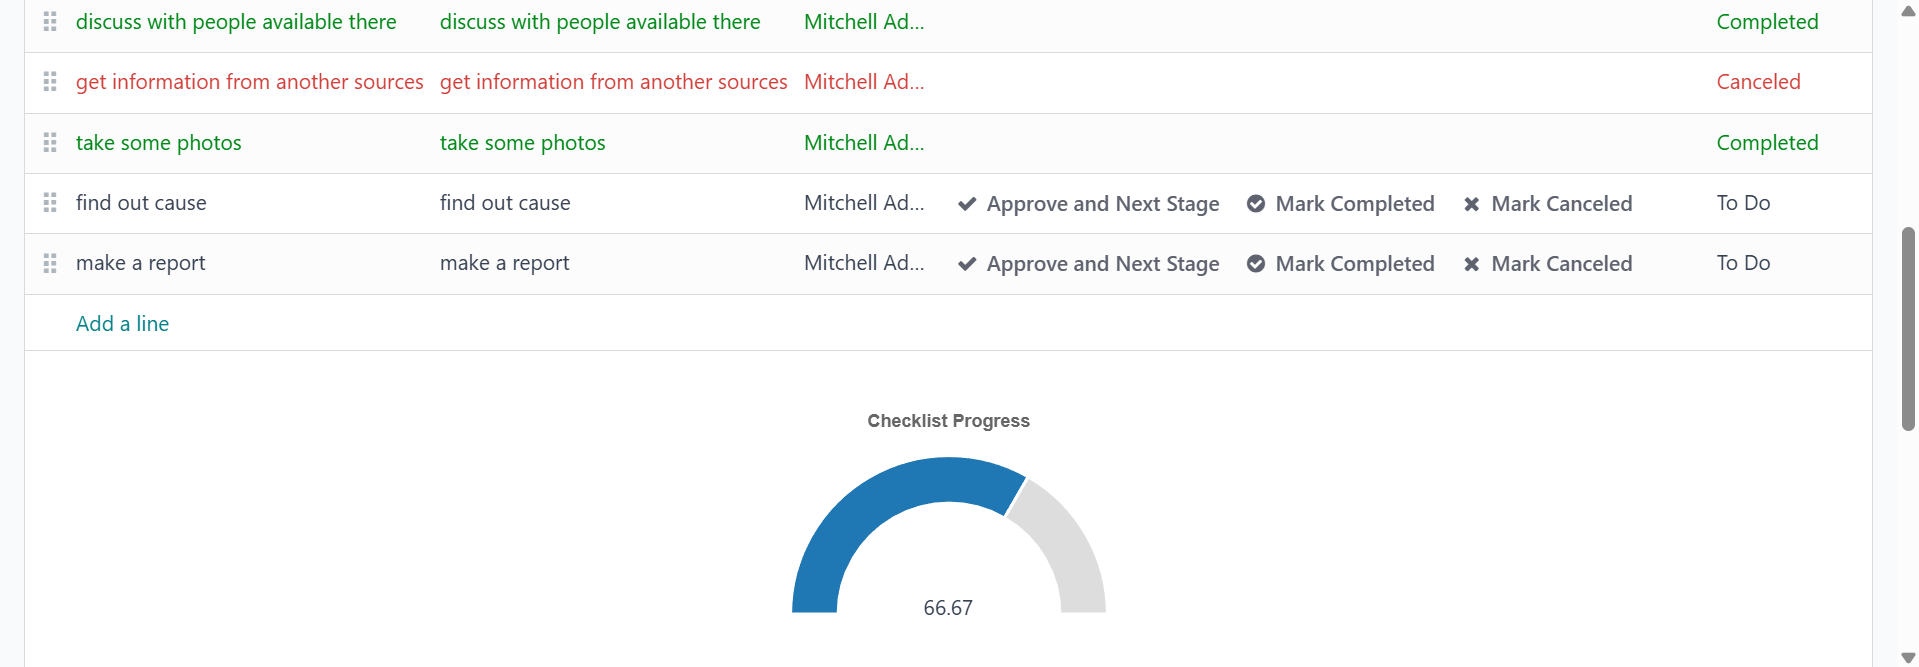 discuss with people available there discuss with people available there Mitchell Ad... Completed
get information from another sources get information from another sources Mitchell Ad... Canceled
take some photos take some photos Mitchell Ad... Completed
find out cause find out cause Mitchell Ad... Approve and Next Stage Mark Completed Mark Canceled To Do
make a report make a report Mitchell Ad... Approve and Next Stage Mark Completed Mark Canceled To Do
Add a line
Checklist Progress
66.67